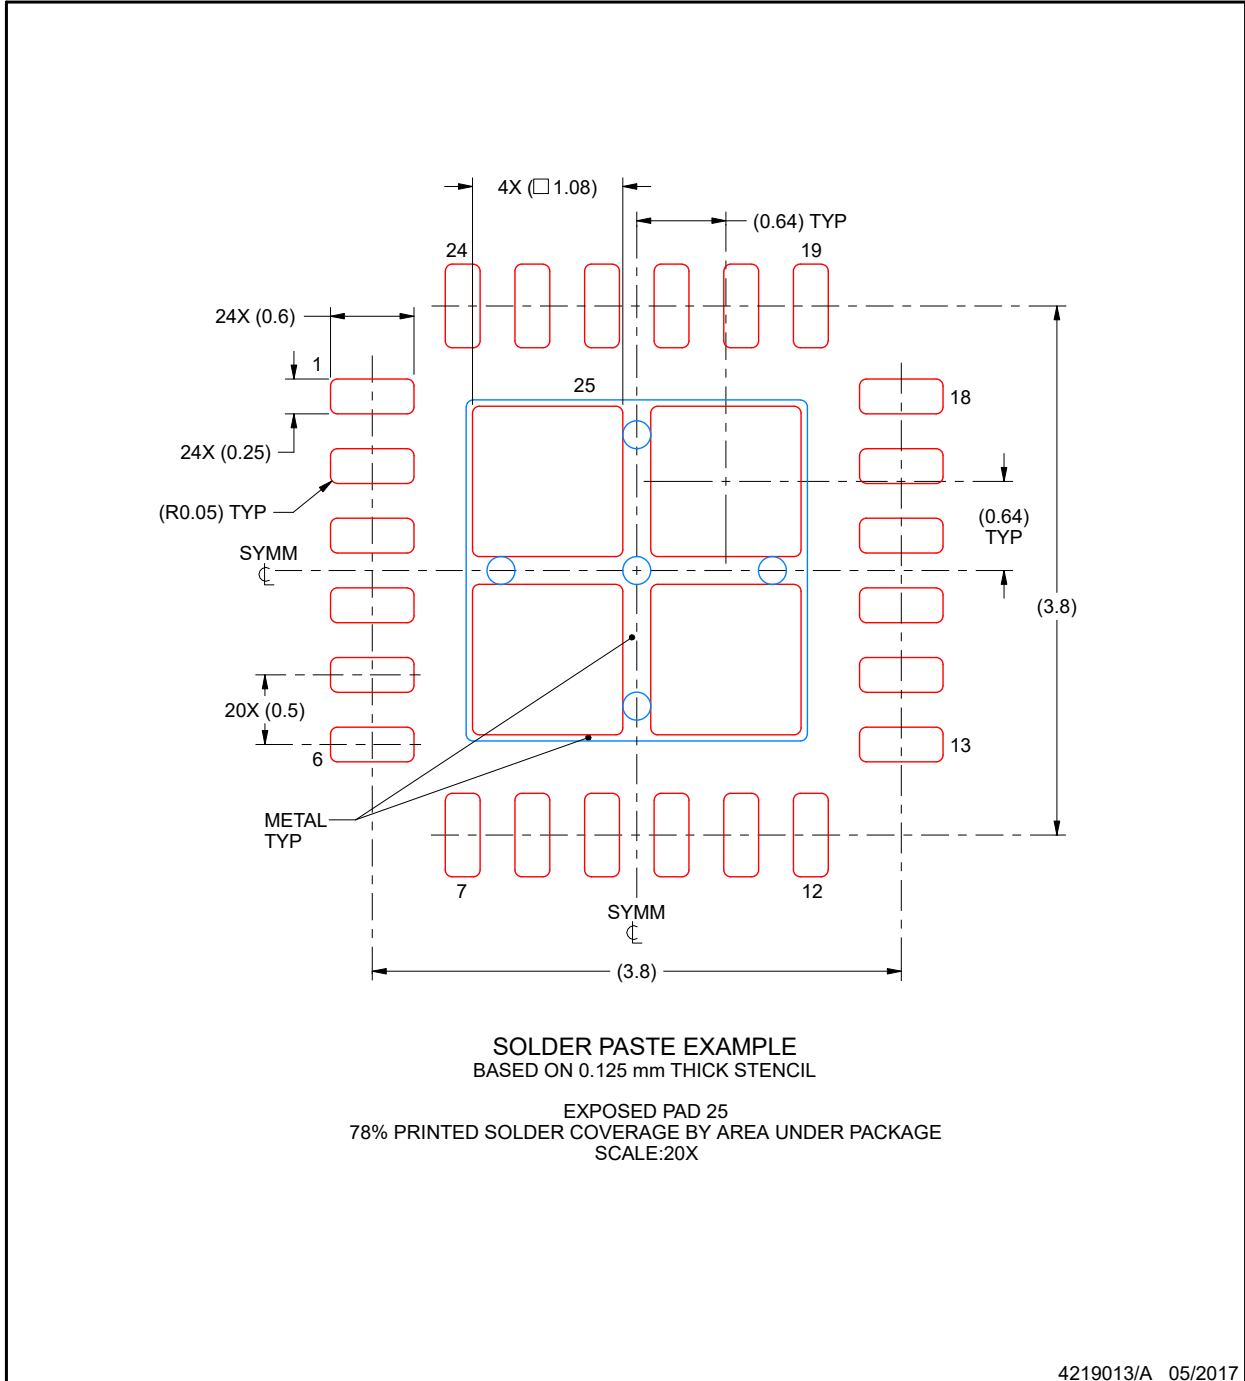 4X (□ 1.08)
(0.64) TYP
24
19
24X (0.6)
1
25
18
24X (0.25)
(R0.05) TYP
(0.64)
TYP
SYMM
℄
(3.8)
20X (0.5)
6
13
METAL
TYP
7
12
SYMM
℄
(3.8)
SOLDER PASTE EXAMPLE
BASED ON 0.125 mm THICK STENCIL
EXPOSED PAD 25
78% PRINTED SOLDER COVERAGE BY AREA UNDER PACKAGE
SCALE:20X
4219013/A 05/2017